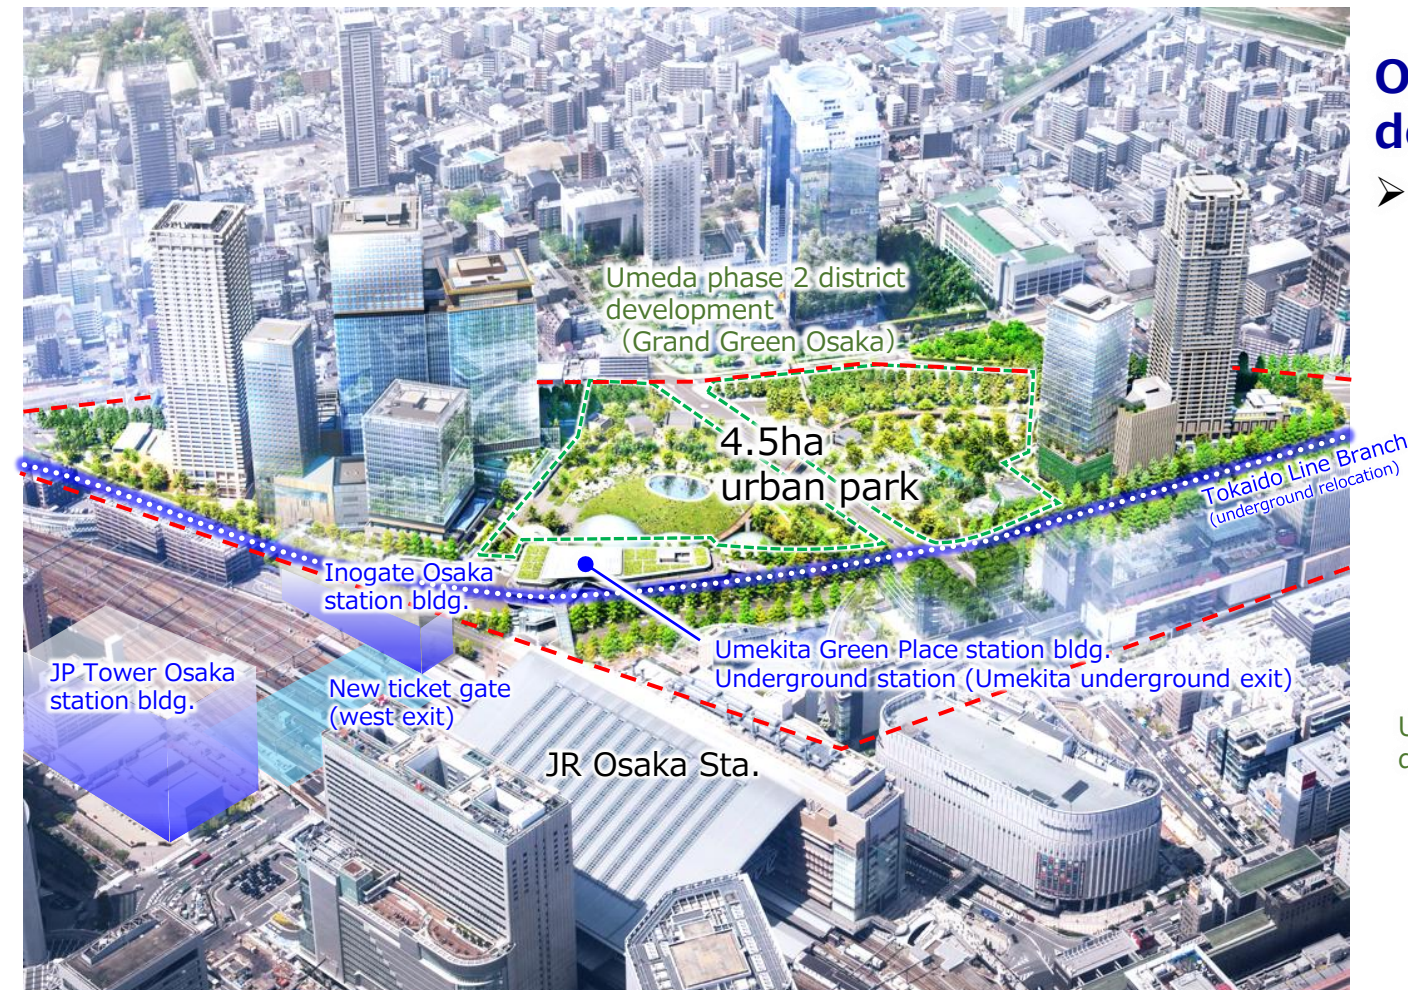 Umeda phase 2 district
development
（Grand Green Osaka）
4.5ha
urban park
Tokaido Line Branch
(underground relocation)
Inogate Osaka
station bldg.
Umekita Green Place station bldg.
Underground station (Umekita underground exit)
JP Tower Osaka
station bldg.
New ticket gate
(west exit)
JR Osaka Sta.